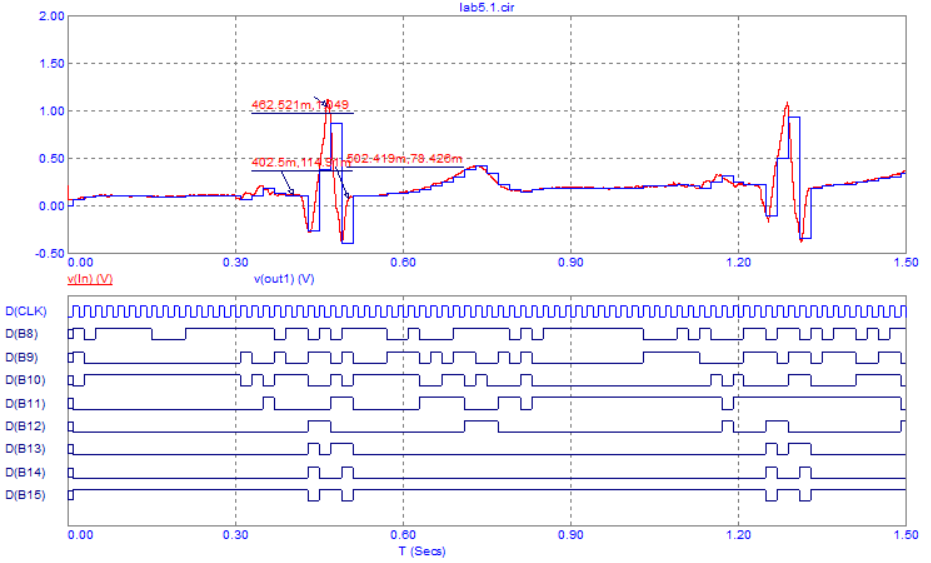 lab5.1.cir
2.00
1.50
1.00
0.50
0.00
-0.50
462.521m,1.049
402.5m,114.91m
502.419m,78.426m
0.00 0.30 0.60 0.90 1.20 1.50
v(In) (V) v(out1) (V)
D(CLK)
D(B8)
D(B9)
D(B10)
D(B11)
D(B12)
D(B13)
D(B14)
D(B15)
0.00 0.30 0.60 0.90 1.20 1.50
T (Secs)